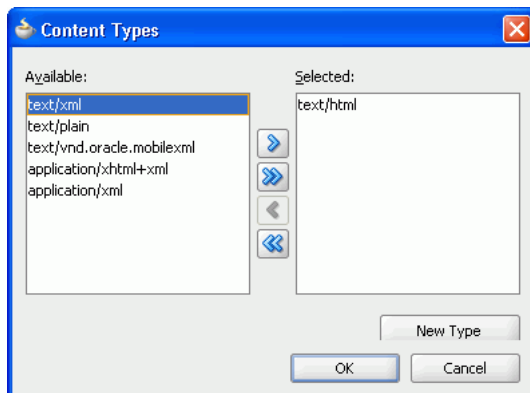 Content Types
Available:
Selected:
text/xml
text/plain
text/vnd.oracle.mobilexml
application/xhtml+xml
application/xml
text/html
New Type
OK
Cancel